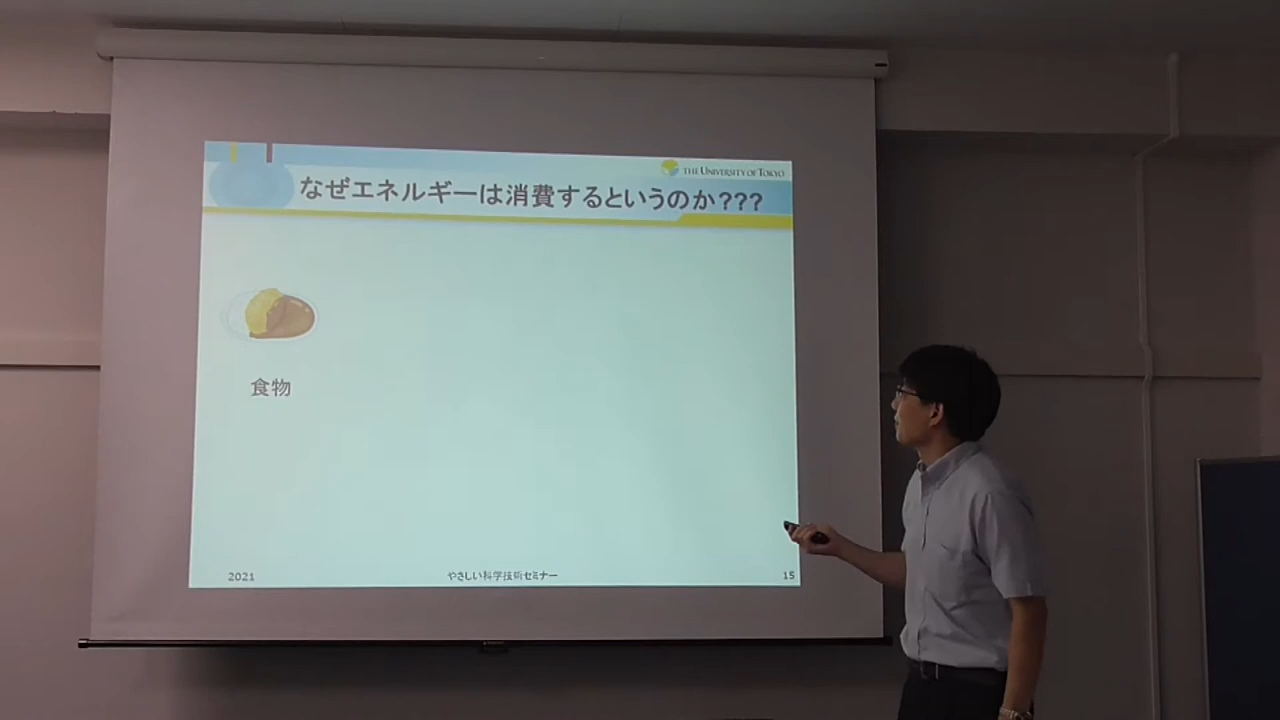 THE UNIVERSITY OF TOKYO
なぜエネルギーは消費するというのか???
食物
2021
やさしい科学技術セミナー
15